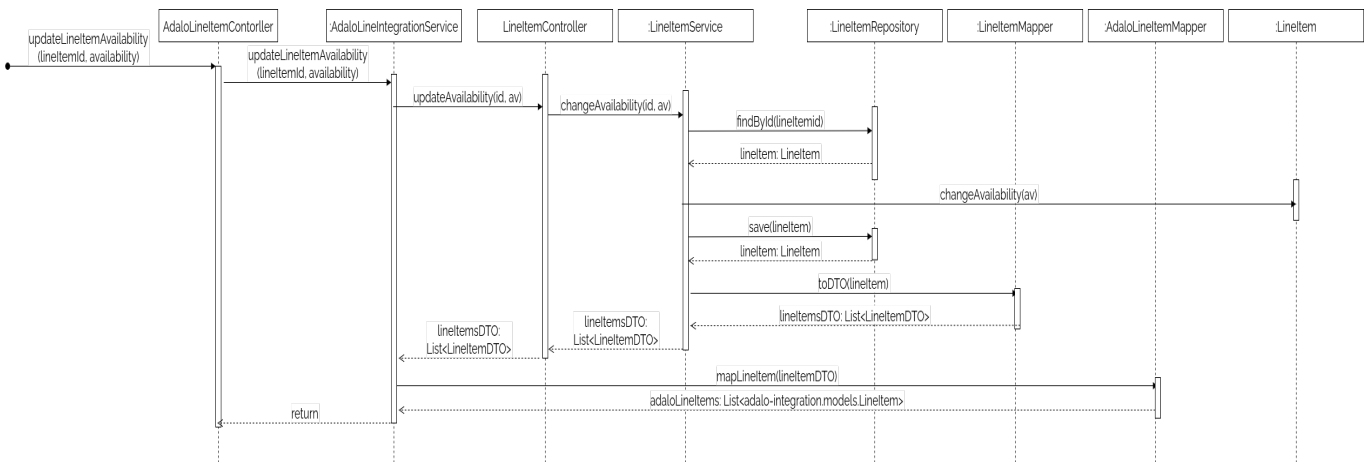 AdaloLineItemContorller
:AdaloLineIntegrationService
LineItemController
:LineItemService
:LineItemRepository
:LineItemMapper
:AdaloLineItemMapper
:LineItem
updateLineItemAvailability
(lineItemId, availability)
updateLineItemAvailability
(lineItemId, availability)
updateAvailability(id, av)
changeAvailability(id, av)
findById(lineItemid)
lineItem: LineItem
changeAvailability(av)
save(lineItem)
lineItem: LineItem
toDTO(lineItem)
lineItemsDTO: List<LineItemDTO>
lineItemsDTO:
List<LineItemDTO>
lineItemsDTO:
List<LineItemDTO>
mapLineItem(lineItemDTO)
adaloLineItems: List<adalo-integration.models.LineItem>
return